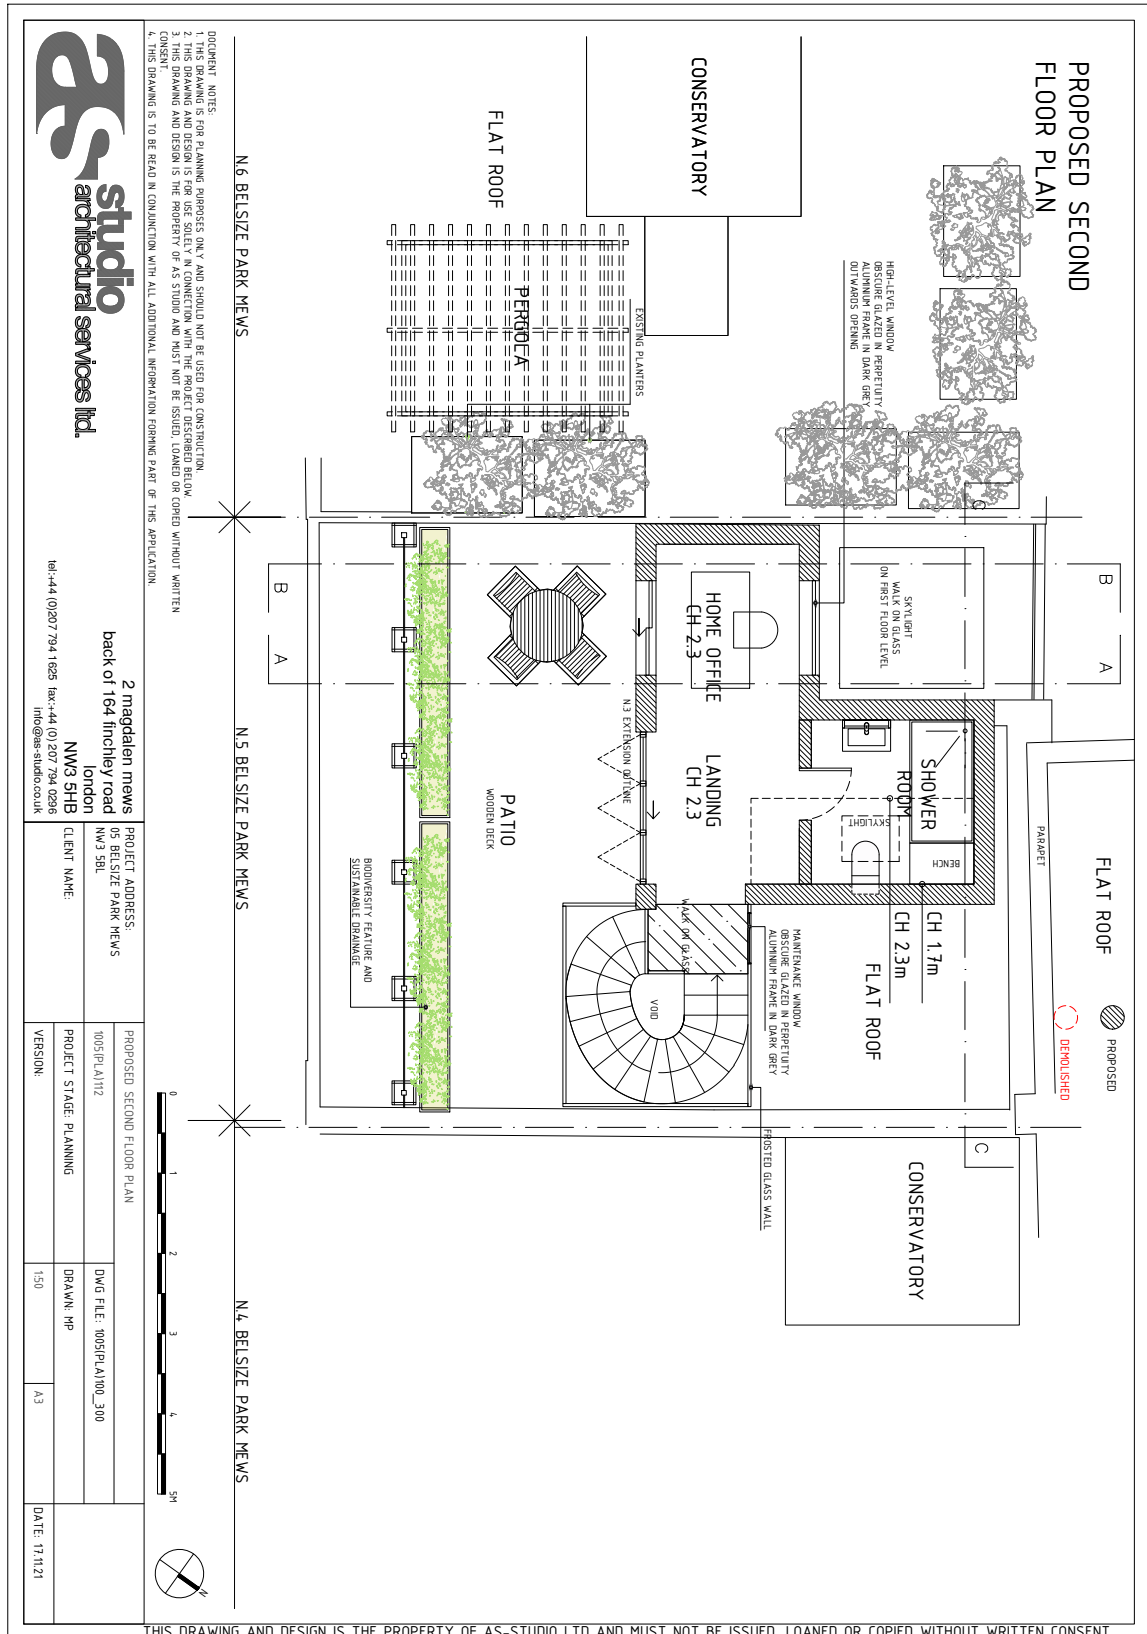 PROPOSED SECOND
FLOOR PLAN
CONSERVATORY
FLAT ROOF
PERGOLA
EXISTING PLANTERS
HIGH-LEVEL WINDOW
OBSCURE GLAZED IN PERPETUITY
ALUMINIUM FRAME IN DARK GREY
OUTWARDS OPENING
C
B
A
B
A
SKYLIGHT
WALK ON GLASS
ON FIRST FLOOR LEVEL
HOME OFFICE
CH 2.3
N.3 EXTENSION OUTLINE
LANDING
CH 2.3
SHOWER
ROOM
SKYLIGHT
BENCH
PARAPET
FLAT ROOF
PROPOSED
DEMOLISHED
CH 1.7m
CH 2.3m
FLAT ROOF
PATIO
WOODEN DECK
WALK ON GLASS
VOID
MAINTENANCE WINDOW
OBSCURE GLAZED IN PERPETUITY
ALUMINIUM FRAME IN DARK GREY
BIODIVERSITY FEATURE AND
SUSTAINABLE DRAINAGE
FROSTED GLASS WALL
C
CONSERVATORY
N.6 BELSIZE PARK MEWS
N.5 BELSIZE PARK MEWS
N.4 BELSIZE PARK MEWS
0 1 2 3 4 5M
N
DOCUMENT NOTES:
1. THIS DRAWING IS FOR PLANNING PURPOSES ONLY AND SHOULD NOT BE USED FOR CONSTRUCTION.
2. THIS DRAWING AND DESIGN IS FOR USE SOLELY IN CONNECTION WITH THE PROJECT DESCRIBED BELOW.
3. THIS DRAWING AND DESIGN IS THE PROPERTY OF AS STUDIO AND MUST NOT BE ISSUED, LOANED OR COPIED WITHOUT WRITTEN
CONSENT.
4. THIS DRAWING IS TO BE READ IN CONJUNCTION WITH ALL ADDITIONAL INFORMATION FORMING PART OF THIS APPLICATION.
as studio
architectural services ltd.
2 magdalen mews
back of 164 finchley road
london
NW3 5HB
tel:+44 (0)207 794 1625 fax:+44 (0) 207 794 0296
info@as-studio.co.uk
PROJECT ADDRESS:
05 BELSIZE PARK MEWS
NW3 5BL
CLIENT NAME:
PROPOSED SECOND FLOOR PLAN
1005(PLA)112
DWG FILE: 1005(PLA)100_300
PROJECT STAGE: PLANNING
DRAWN: MP
VERSION:
1:50
A3
DATE: 17.11.21
THIS DRAWING AND DESIGN IS THE PROPERTY OF AS-STUDIO LTD AND MUST NOT BE ISSUED, LOANED OR COPIED WITHOUT WRITTEN CONSENT